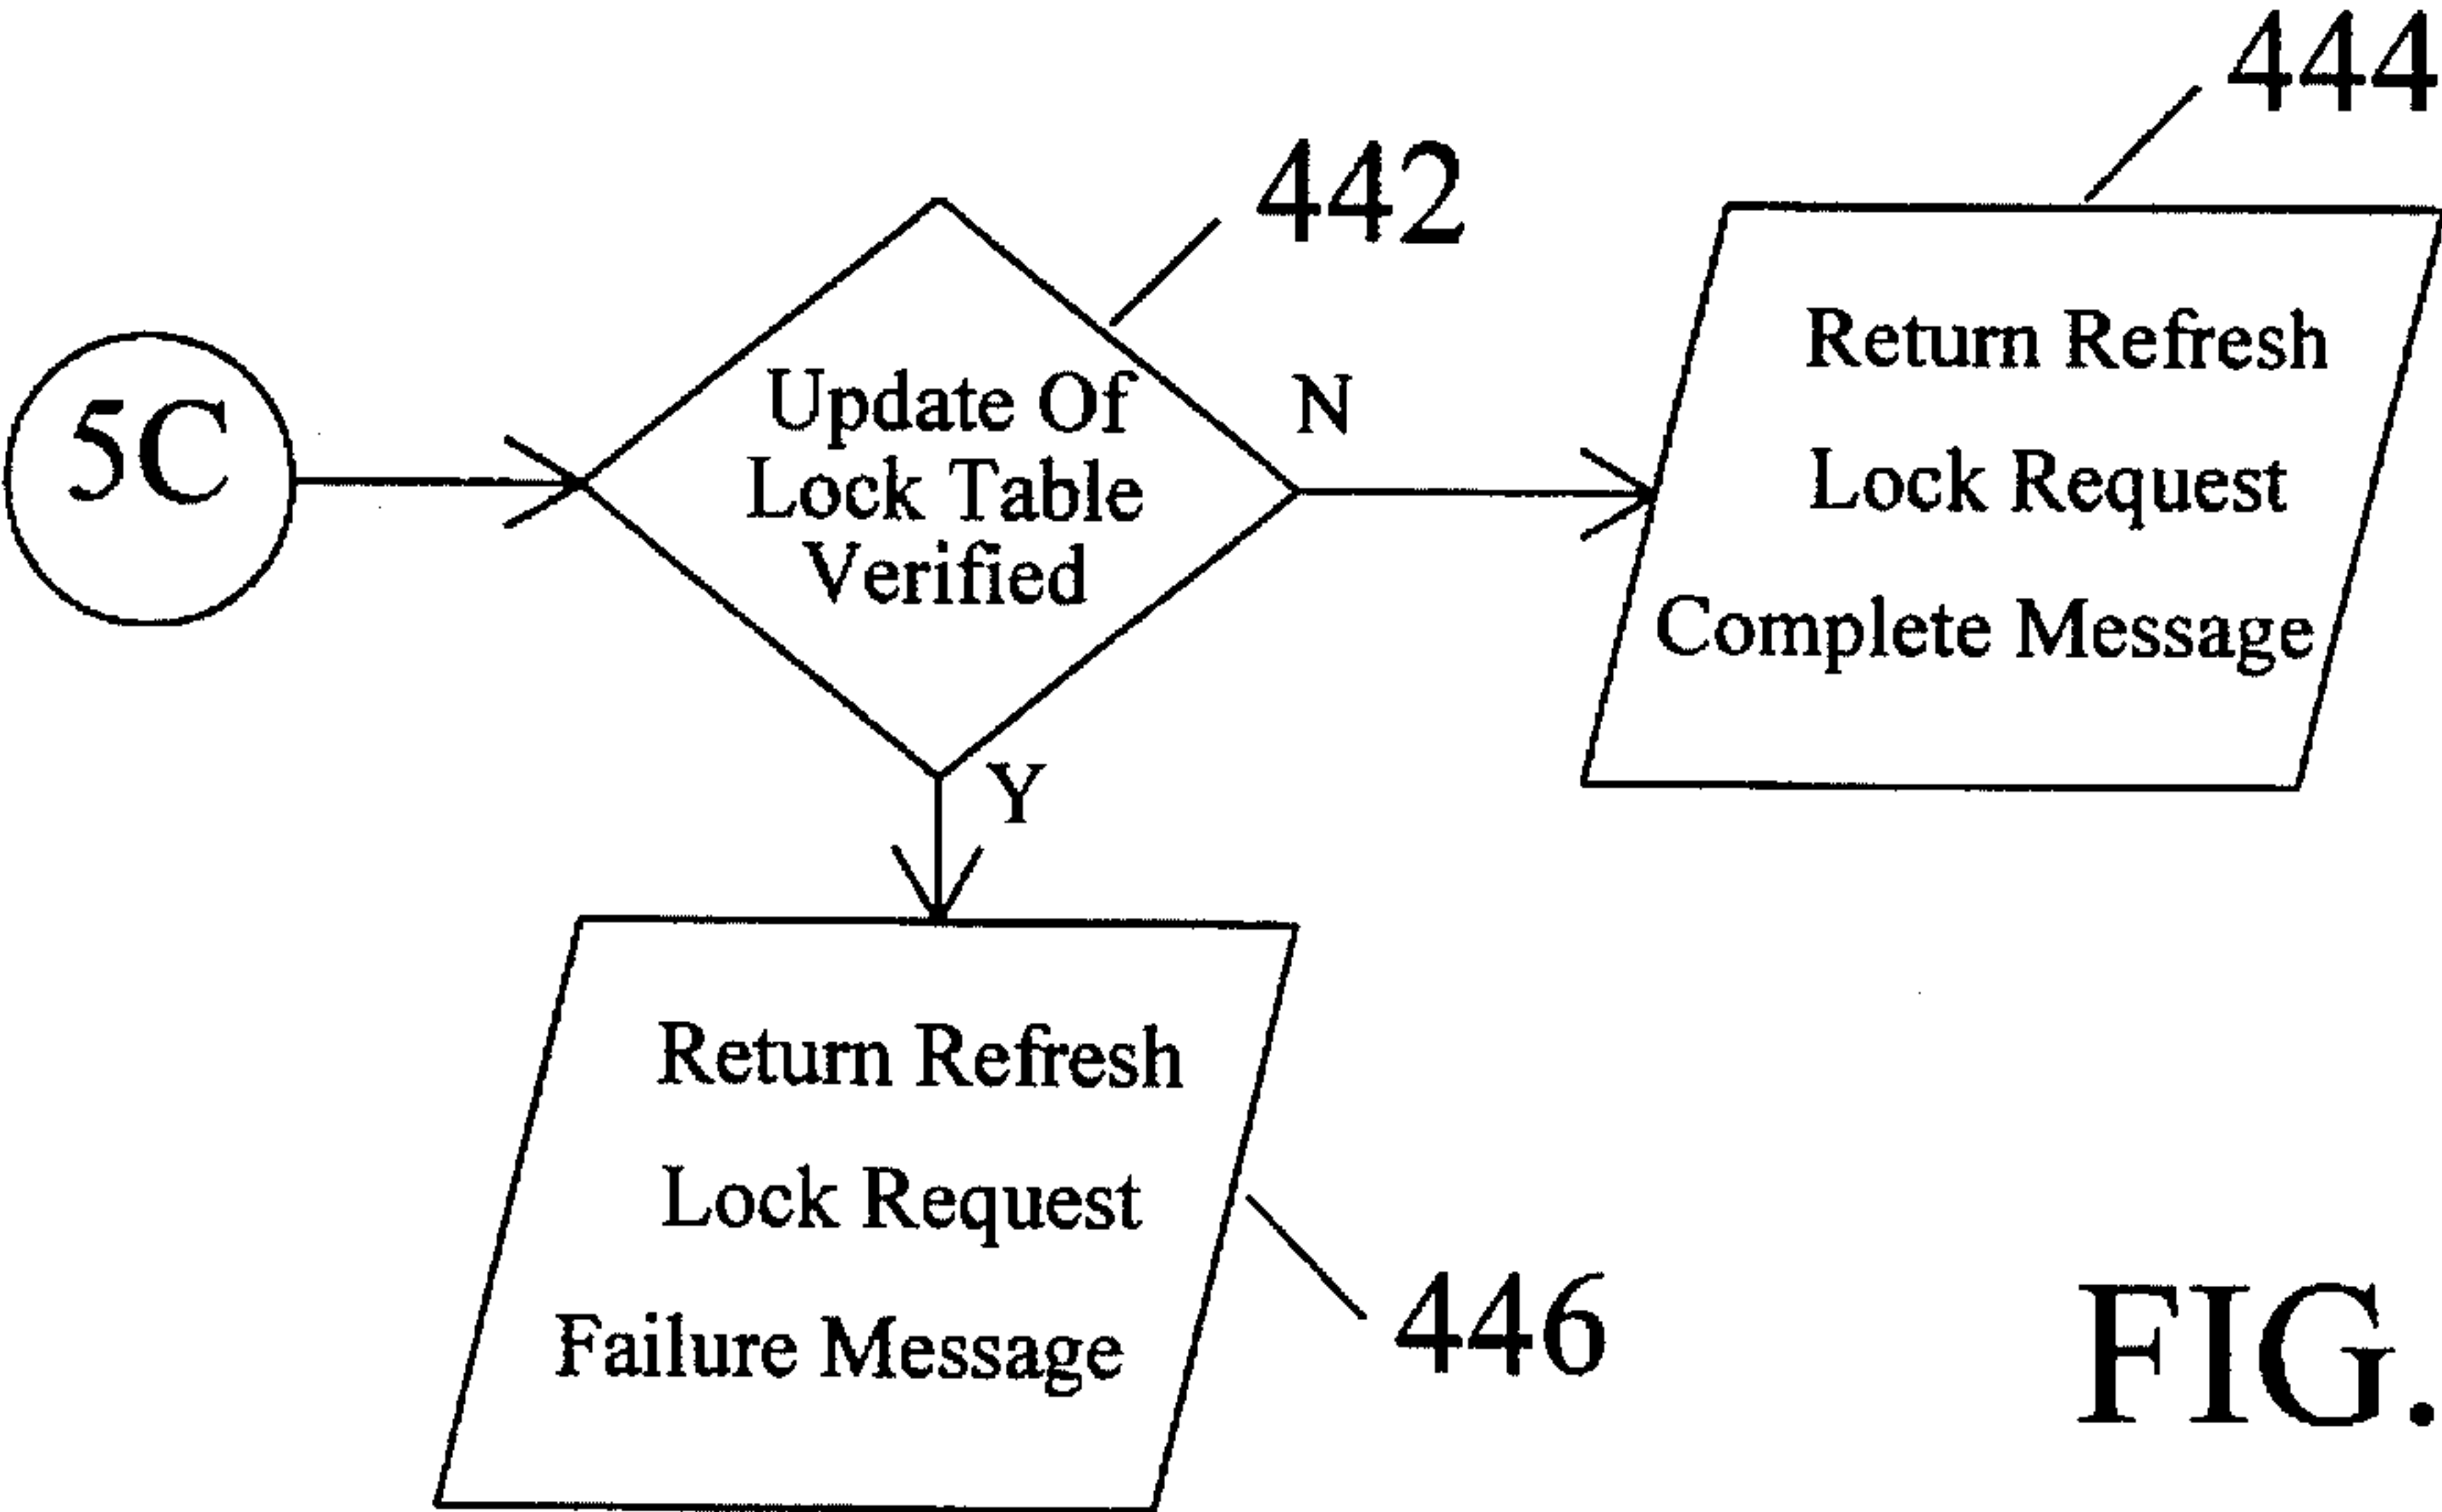 444
442
5C
Update Of
Lock Table
Verified
N
Return Refresh
Lock Request
Complete Message
Y
Return Refresh
Lock Request
Failure Message
446
FIG.